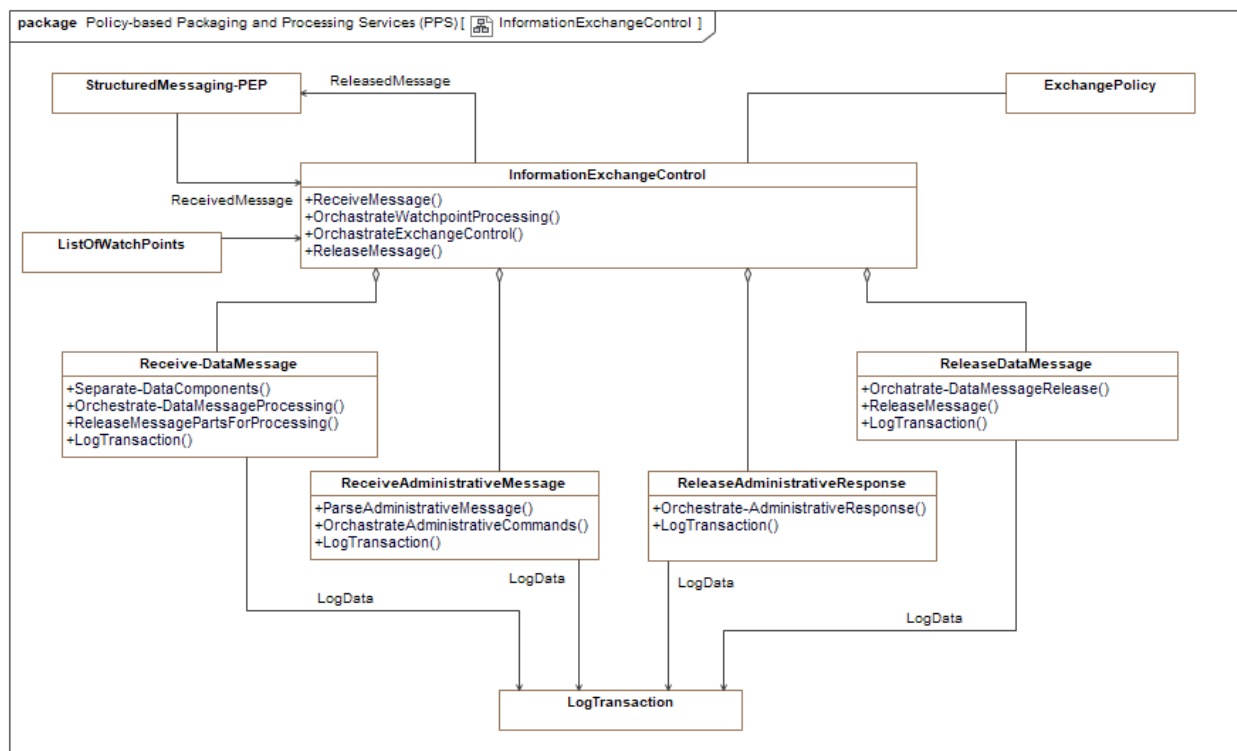 package Policy-based Packaging and Processing Services (PPS) [ InformationExchangeControl ]
StructuredMessaging-PEP
ReleasedMessage
ExchangePolicy
InformationExchangeControl
+ReceiveMessage()
+OrchastrateWatchpointProcessing()
+OrchastrateExchangeControl()
+ReleaseMessage()
ReceivedMessage
ListOfWatchPoints
Receive-DataMessage
+Separate-DataComponents()
+Orchestrate-DataMessageProcessing()
+ReleaseMessagePartsForProcessing()
+LogTransaction()
ReleaseDataMessage
+Orchatrate-DataMessageRelease()
+ReleaseMessage()
+LogTransaction()
ReceiveAdministrativeMessage
+ParseAdministrativeMessage()
+OrchastrateAdministrativeCommands()
+LogTransaction()
ReleaseAdministrativeResponse
+Orchestrate-AdministrativeResponse()
+LogTransaction()
LogData
LogData
LogData
LogData
LogTransaction